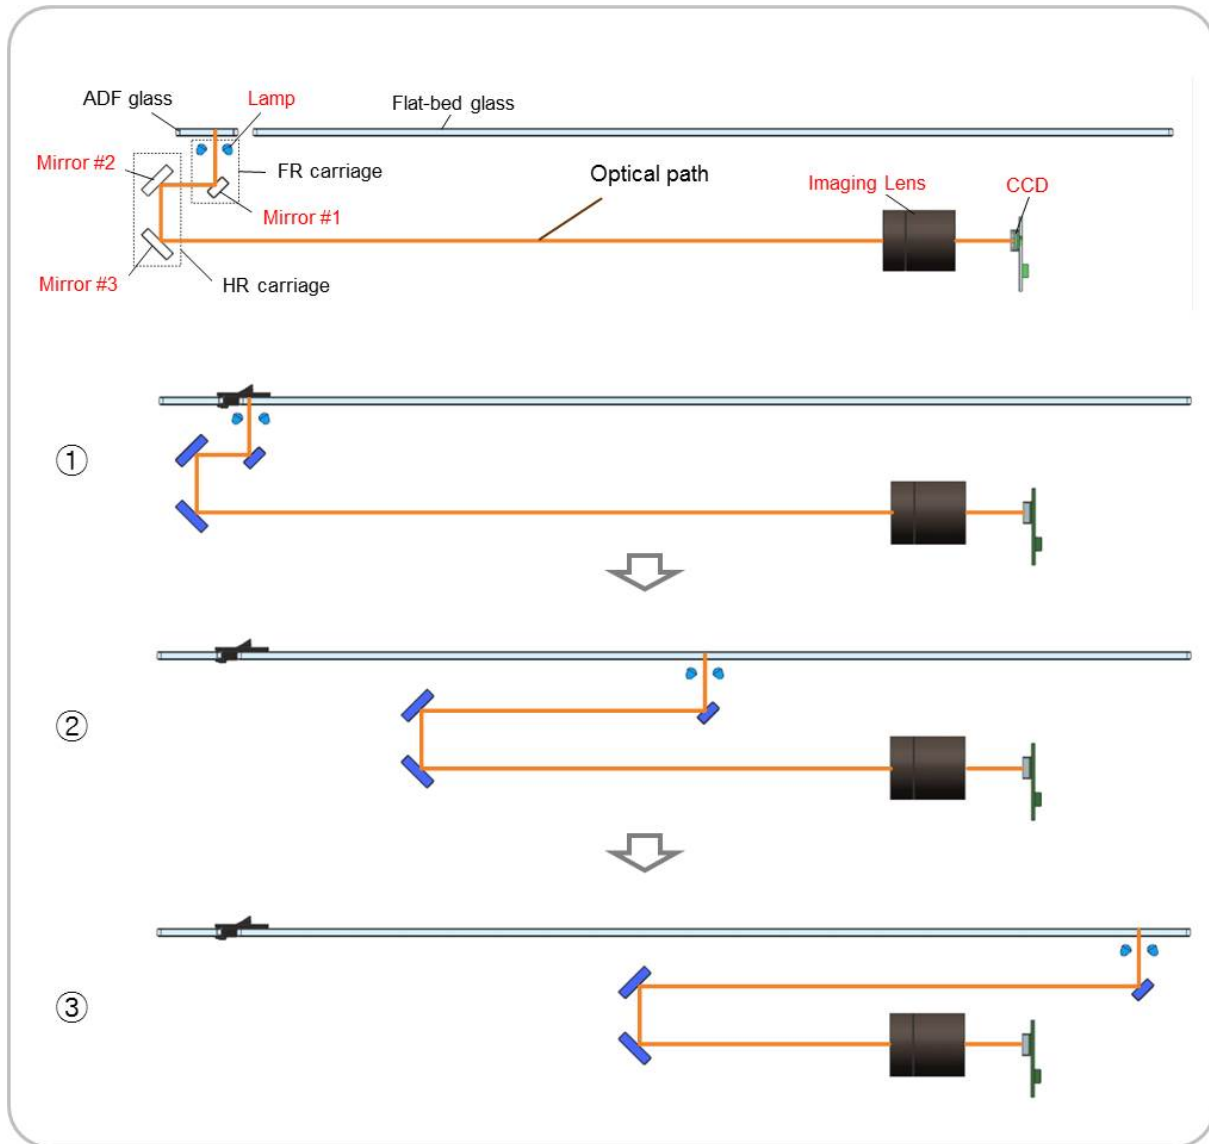 ADF glass
Lamp
Flat-bed glass
Mirror #2
FR carriage
Optical path
Imaging Lens
CCD
Mirror #1
Mirror #3
HR carriage
①
②
③